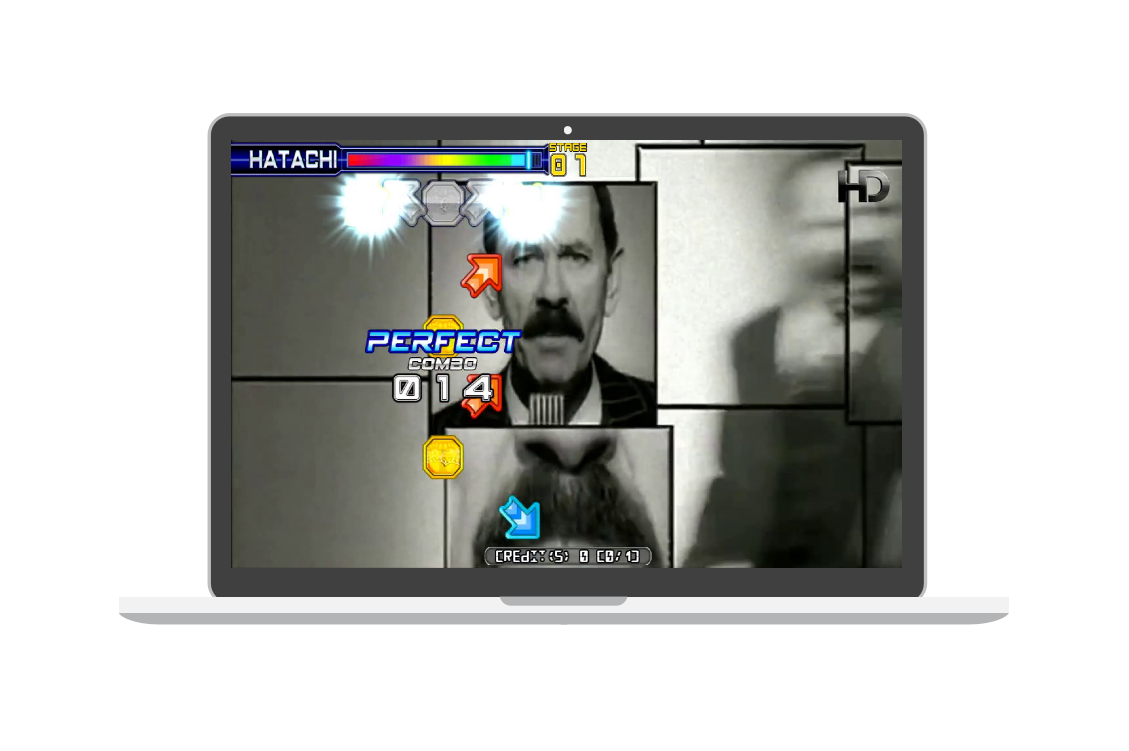 HATACHI
STAGE
01
HD
PERFECT
COMBO
014
CREdIT(S) 0 [0/1]